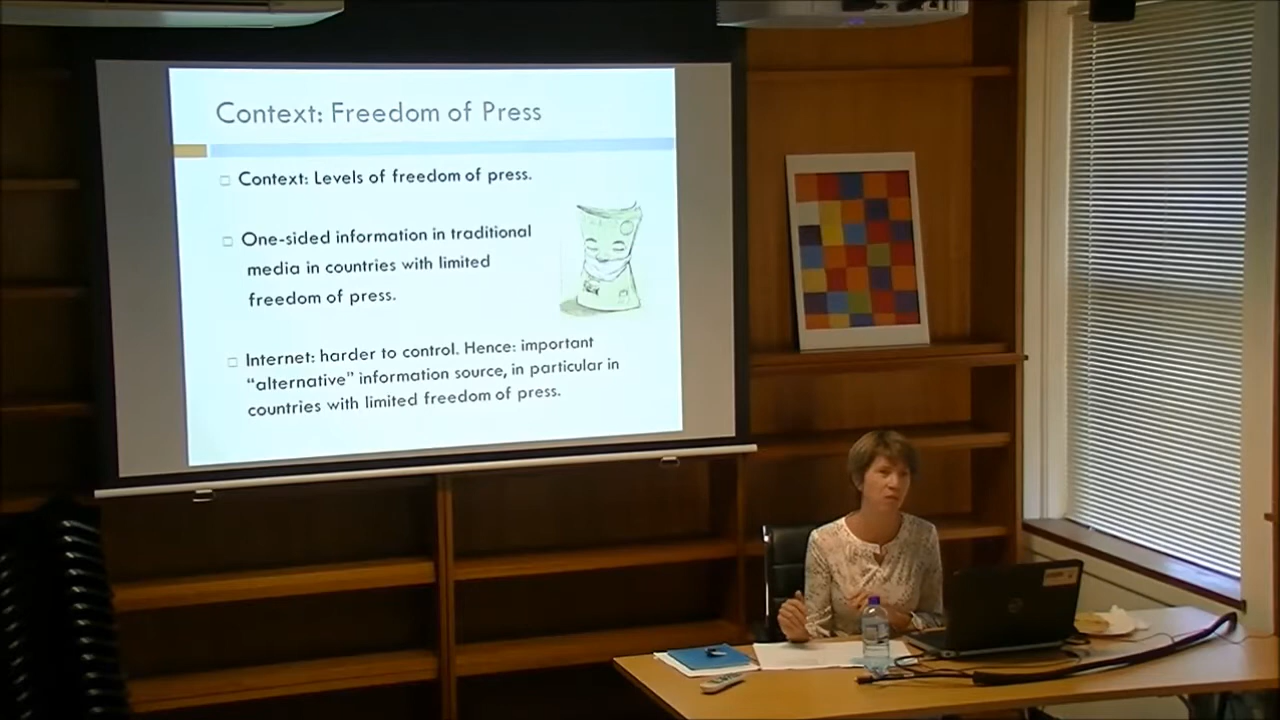 Context: Freedom of Press
Context: Levels of freedom of press.
One-sided information in traditional
media in countries with limited
freedom of press.
Internet: harder to control. Hence: important
“alternative” information source, in particular in
countries with limited freedom of press.